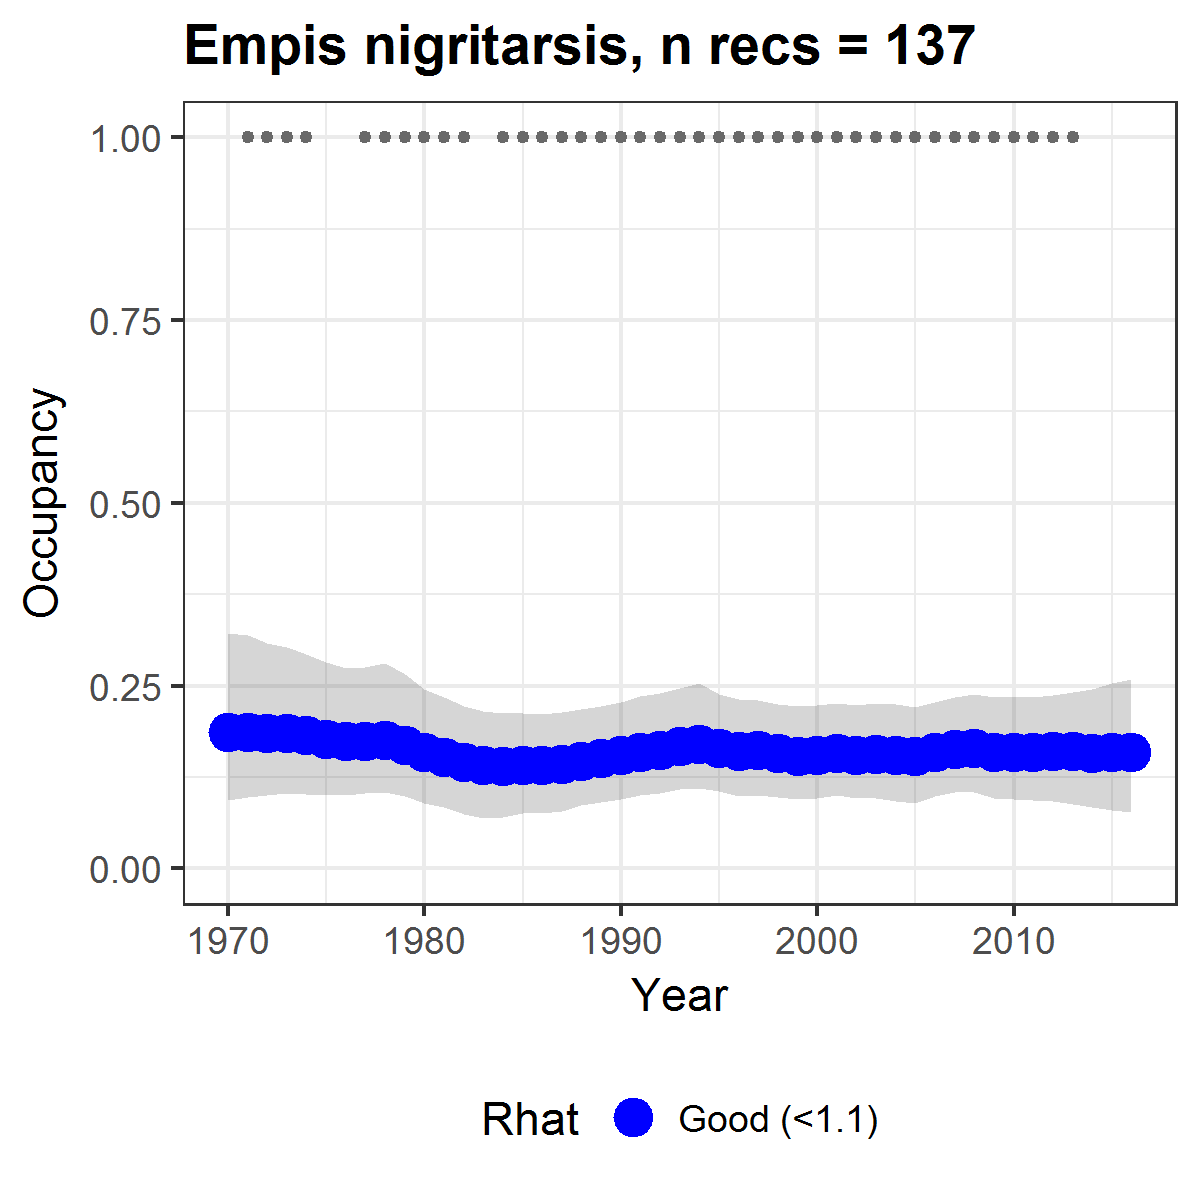 Empis nigritarsis, n recs = 137
1.00
0.75
0.50
0.25
0.00
Occupancy
1970 1980 1990 2000 2010
Year
Rhat Good (<1.1)